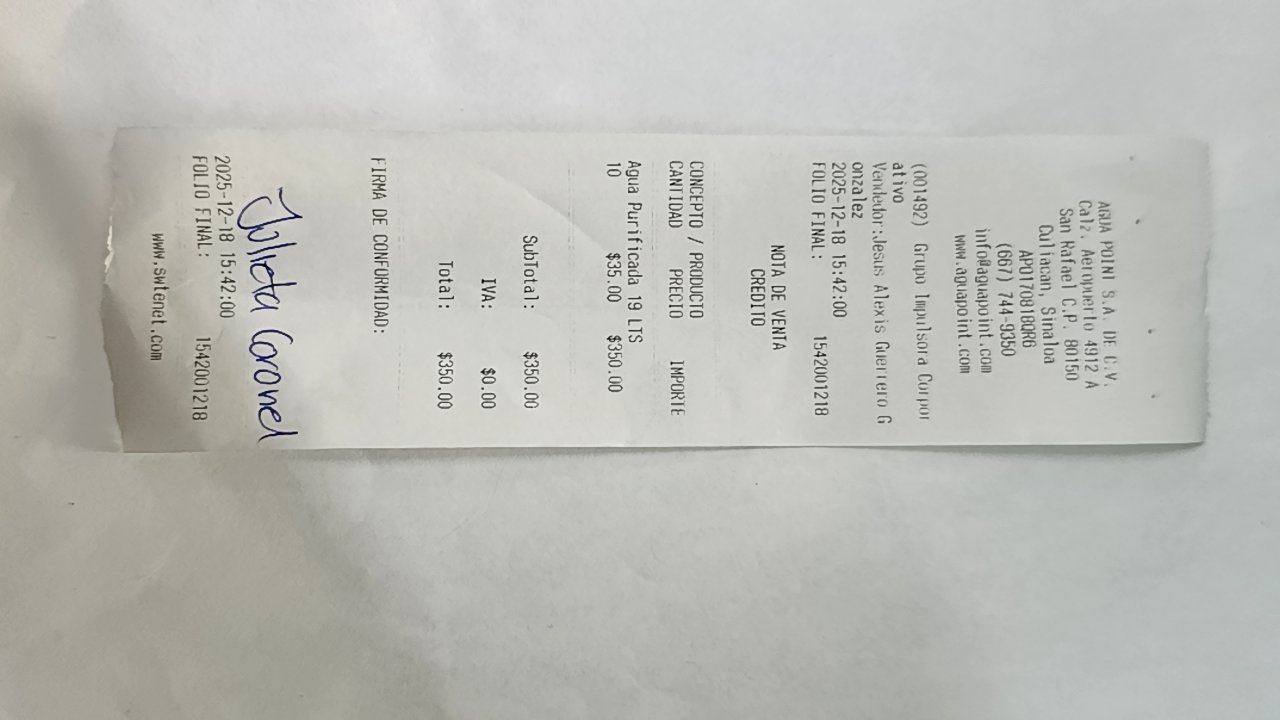 AGUA POINT S.A. DE C.V.
Calz. Aeropuerto 4912 A
San Rafael C.P. 80150
Culiacan, Sinaloa
APO170818QR6
(667) 744-9350
info@aguapoint.com
www.aguapoint.com
(001492) Grupo Impulsora Corpor
ativo
Vendedor:Jesus Alexis Guerrero G
onzalez
2025-12-18 15:42:00
FOLIO FINAL: 1542001218
NOTA DE VENTA
CREDITO
CONCEPTO / PRODUCTO
CANTIDAD PRECIO IMPORTE
Agua Purificada 19 LTS
10 $35.00 $350.00
SubTotal: $350.00
IVA: $0.00
Total: $350.00
FIRMA DE CONFORMIDAD:
Julieta Coronel
2025-12-18 15:42:00
FOLIO FINAL: 1542001218
www.swtenet.com